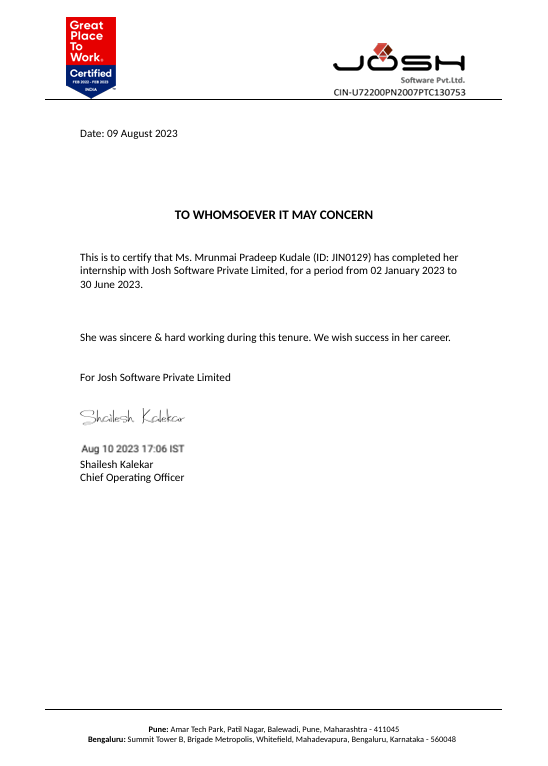 Great
Place
To
Work®
Certified
FEB 2022 - FEB 2023
INDIA
™
JOSH
Software Pvt.Ltd.
CIN-U72200PN2007PTC130753
Date: 09 August 2023
TO WHOMSOEVER IT MAY CONCERN
This is to certify that Ms. Mrunmai Pradeep Kudale (ID: JIN0129) has completed her
internship with Josh Software Private Limited, for a period from 02 January 2023 to
30 June 2023.
She was sincere & hard working during this tenure. We wish success in her career.
For Josh Software Private Limited
Shailesh Kalekar
Aug 10 2023 17:06 IST
Shailesh Kalekar
Chief Operating Officer
Pune: Amar Tech Park, Patil Nagar, Balewadi, Pune, Maharashtra - 411045
Bengaluru: Summit Tower B, Brigade Metropolis, Whitefield, Mahadevapura, Bengaluru, Karnataka - 560048